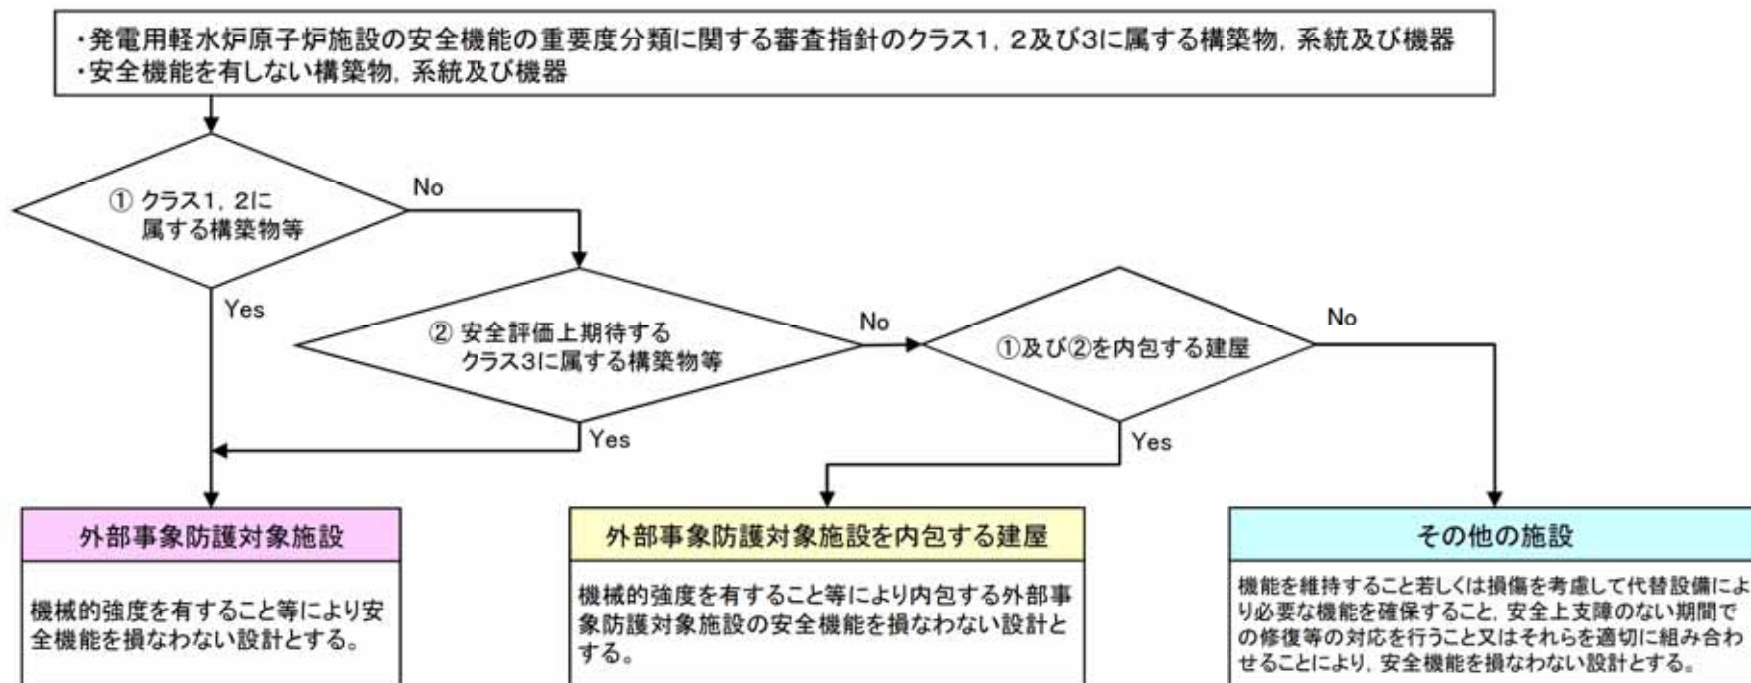 ・発電用軽水炉原子炉施設の安全機能の重要度分類に関する審査指針のクラス1，2及び3に属する構築物，系統及び機器
・安全機能を有しない構築物，系統及び機器
① クラス1，2に
属する構築物等
No
Yes
② 安全評価上期待する
クラス3に属する構築物等
No
Yes
①及び②を内包する建屋
No
Yes
外部事象防護対象施設
機械的強度を有すること等により安
全機能を損なわない設計とする。
外部事象防護対象施設を内包する建屋
機械的強度を有すること等により内包する外部事
象防護対象施設の安全機能を損なわない設計と
する。
その他の施設
機能を維持すること若しくは損傷を考慮して代替設備によ
り必要な機能を確保すること，安全上支障のない期間で
の修復等の対応を行うこと又はそれらを適切に組み合わ
せることにより，安全機能を損なわない設計とする。